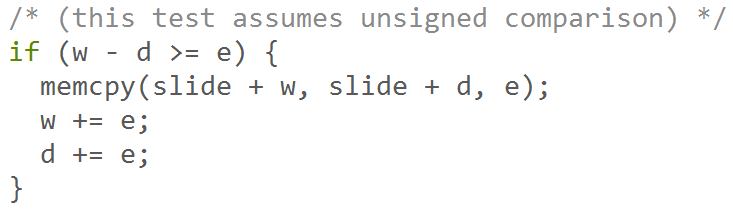 /* (this test assumes unsigned comparison) */
if (w - d >= e) {
  memcpy(slide + w, slide + d, e);
  w += e;
  d += e;
}